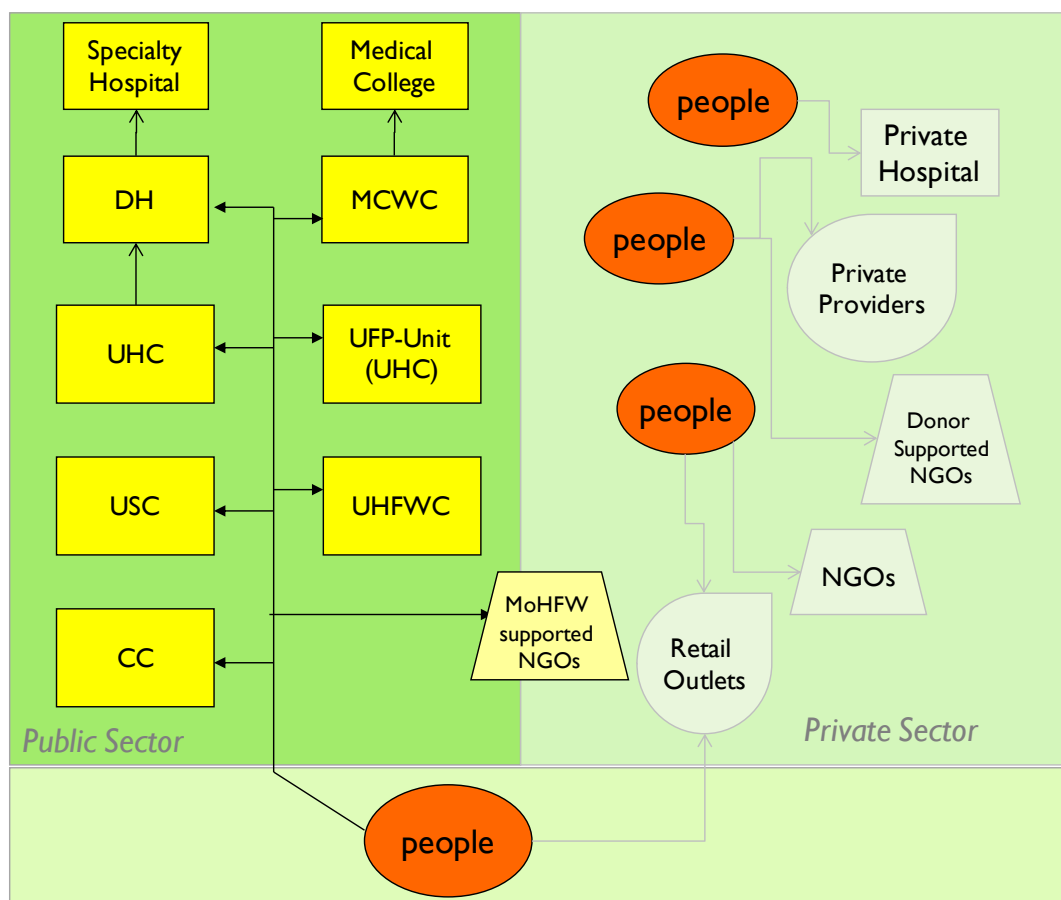 Specialty
Hospital
Medical
College
people
Private
Hospital
DH
MCWC
people
Private
Providers
UHC
UFP-Unit
(UHC)
people
Donor
Supported
NGOs
USC
UHFWC
NGOs
MoHFW
supported
NGOs
CC
Retail
Outlets
Public Sector
Private Sector
people